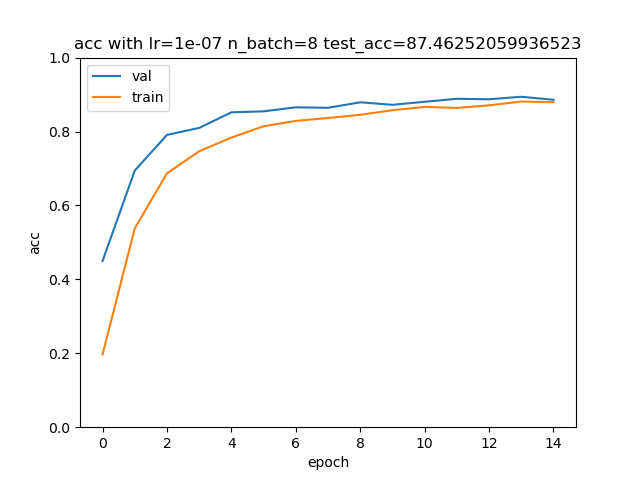 acc with lr=1e-07 n_batch=8 test_acc=87.46252059936523
val
train
1.0
0.8
0.6
0.4
0.2
0.0
acc
0 2 4 6 8 10 12 14
epoch